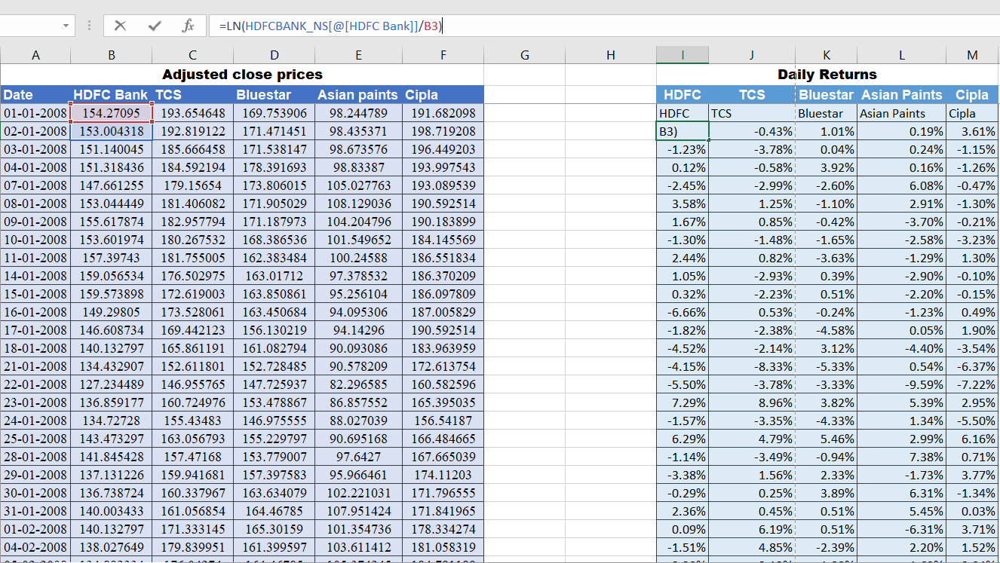 fx =LN(HDFCBANK_NS[@[HDFC Bank]]/B3)
A B C D E F G H I J K L M
Adjusted close prices Daily Returns
Date HDFC Bank TCS Bluestar Asian paints Cipla HDFC TCS Bluestar Asian Paints Cipla
01-01-2008 154.27095 193.654648 169.753906 98.244789 191.682098 HDFC TCS Bluestar Asian Paints Cipla
02-01-2008 153.004318 192.819122 171.471451 98.435371 198.719208 B3) -0.43% 1.01% 0.19% 3.61%
03-01-2008 151.140045 185.666458 171.538147 98.673576 196.449203 -1.23% -3.78% 0.04% 0.24% -1.15%
04-01-2008 151.318436 184.592194 178.391693 98.83387 193.997543 0.12% -0.58% 3.92% 0.16% -1.26%
07-01-2008 147.661255 179.15654 173.806015 105.027763 193.089539 -2.45% -2.99% -2.60% 6.08% -0.47%
08-01-2008 153.044449 181.406082 171.905029 108.129036 190.592514 3.58% 1.25% -1.10% 2.91% -1.30%
09-01-2008 155.617874 182.957794 171.187973 104.204796 190.183899 1.67% 0.85% -0.42% -3.70% -0.21%
10-01-2008 153.601974 180.267532 168.386536 101.549652 184.145569 -1.30% -1.48% -1.65% -2.58% -3.23%
11-01-2008 157.39743 181.755005 162.383484 100.24588 186.551834 2.44% 0.82% -3.63% -1.29% 1.30%
14-01-2008 159.056534 176.502975 163.01712 97.378532 186.370209 1.05% -2.93% 0.39% -2.90% -0.10%
15-01-2008 159.573898 172.619003 163.850861 95.256104 186.097809 0.32% -2.23% 0.51% -2.20% -0.15%
16-01-2008 149.29805 173.528061 163.450684 94.095306 187.005829 -6.66% 0.53% -0.24% -1.23% 0.49%
17-01-2008 146.608734 169.442123 156.130219 94.14296 190.592514 -1.82% -2.38% -4.58% 0.05% 1.90%
18-01-2008 140.132797 165.861191 161.082794 90.093086 183.963959 -4.52% -2.14% 3.12% -4.40% -3.54%
21-01-2008 134.432907 152.611801 152.728485 90.578209 172.613754 -4.15% -8.33% -5.33% 0.54% -6.37%
22-01-2008 127.234489 146.955765 147.725937 82.296585 160.582596 -5.50% -3.78% -3.33% -9.59% -7.22%
23-01-2008 136.859177 160.724976 153.478867 86.857552 165.395035 7.29% 8.96% 3.82% 5.39% 2.95%
24-01-2008 134.72728 155.43483 146.975555 88.027039 156.54187 -1.57% -3.35% -4.33% 1.34% -5.50%
25-01-2008 143.473297 163.056793 155.229797 90.695168 166.484665 6.29% 4.79% 5.46% 2.99% 6.16%
28-01-2008 141.845428 157.47168 153.779007 97.6427 167.665039 -1.14% -3.49% -0.94% 7.38% 0.71%
29-01-2008 137.131226 159.941681 157.397583 95.966461 174.11203 -3.38% 1.56% 2.33% -1.73% 3.77%
30-01-2008 136.738724 160.337967 163.634079 102.221031 171.796555 -0.29% 0.25% 3.89% 6.31% -1.34%
31-01-2008 140.003433 161.056854 164.46785 107.951424 171.841965 2.36% 0.45% 0.51% 5.45% 0.03%
01-02-2008 140.132797 171.333145 165.30159 101.354736 178.334274 0.09% 6.19% 0.51% -6.31% 3.71%
04-02-2008 138.027649 179.839951 161.399597 103.611412 181.058319 -1.51% 4.85% -2.39% 2.20% 1.52%